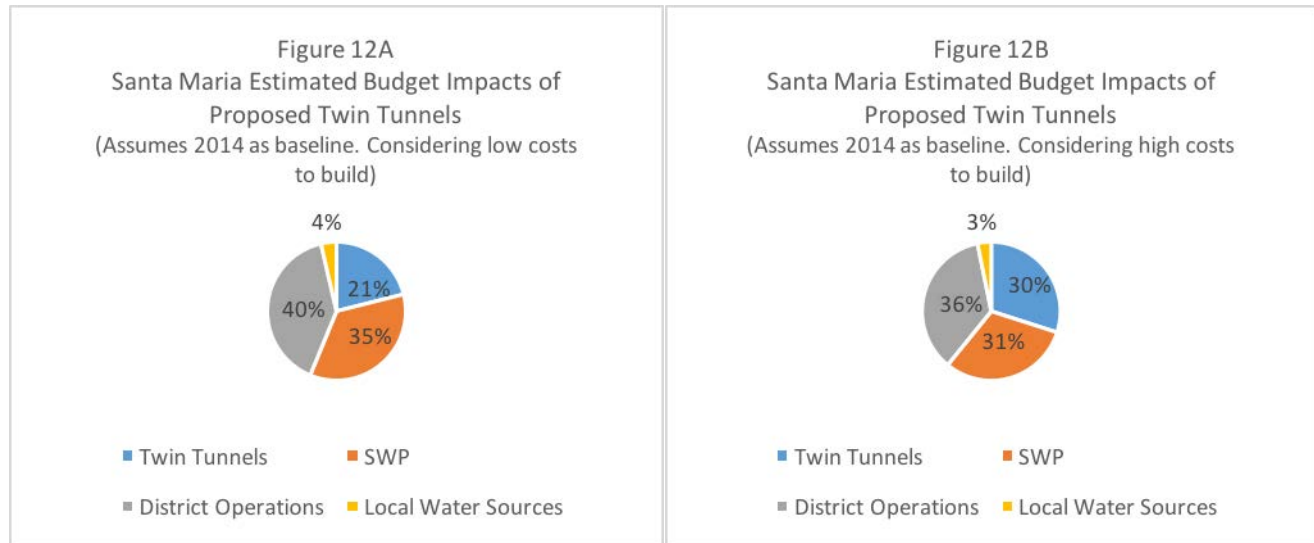 Figure 12A
Santa Maria Estimated Budget Impacts of
Proposed Twin Tunnels
(Assumes 2014 as baseline. Considering low costs
to build)
4%
21%
40%
35%
Twin Tunnels
SWP
District Operations
Local Water Sources
Figure 12B
Santa Maria Estimated Budget Impacts of
Proposed Twin Tunnels
(Assumes 2014 as baseline. Considering high costs
to build)
3%
30%
36%
31%
Twin Tunnels
SWP
District Operations
Local Water Sources